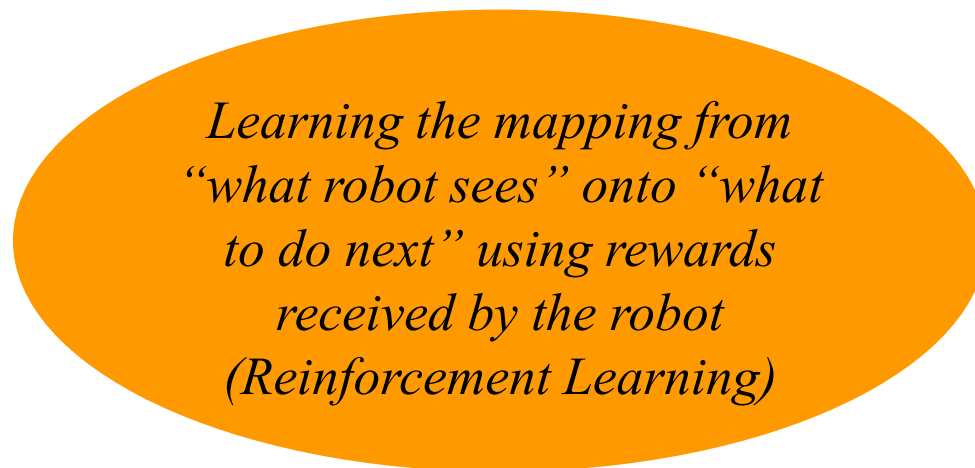 Learning the mapping from
“what robot sees” onto “what
to do next” using rewards
received by the robot
(Reinforcement Learning)